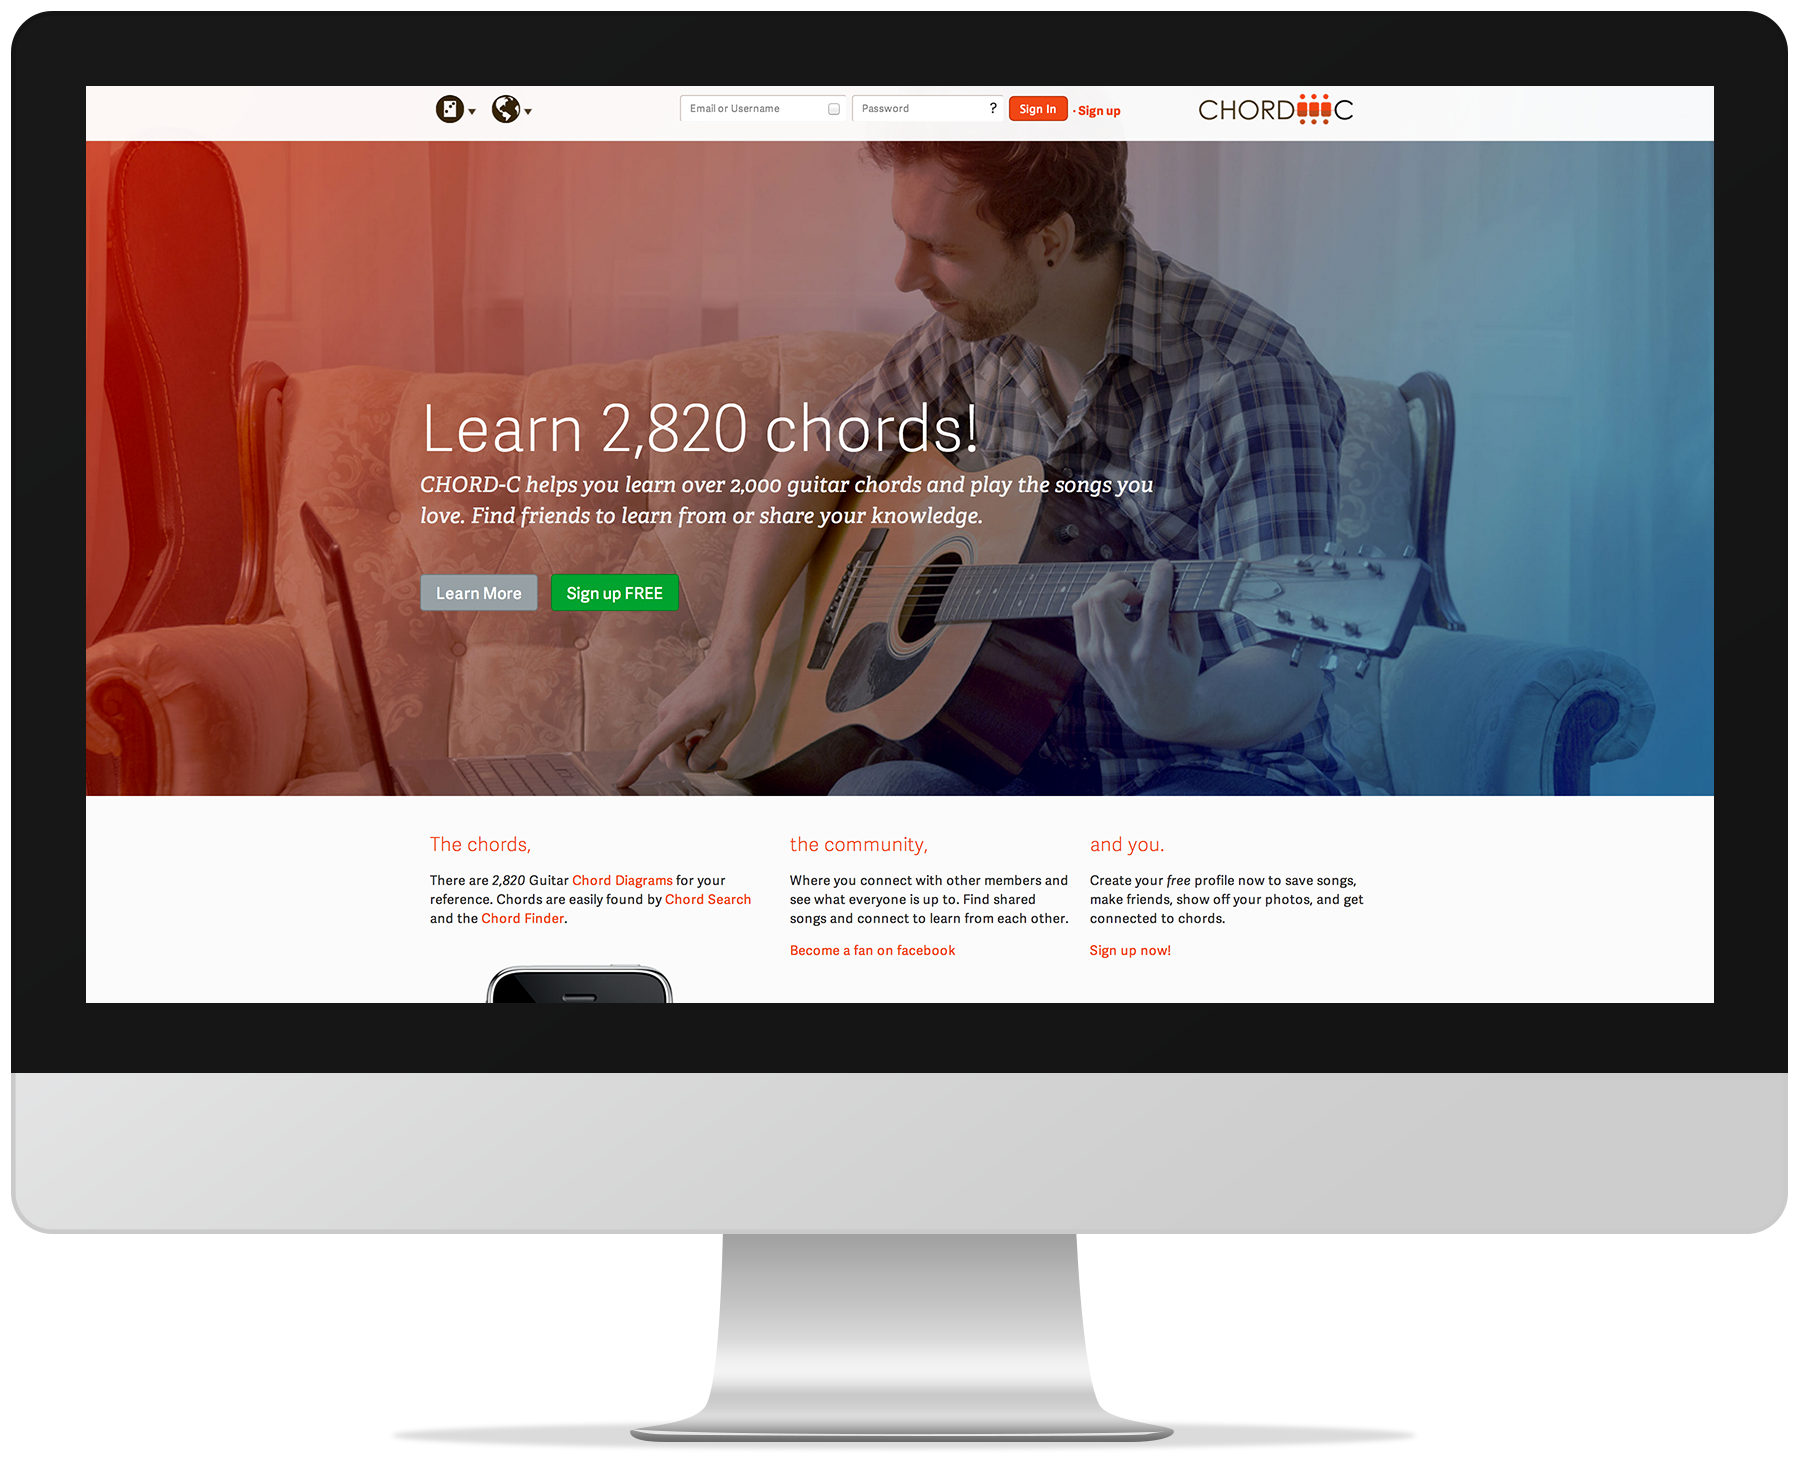 Email or Username
Password
?
Sign In
· Sign up
CHORD C
Learn 2,820 chords!
CHORD-C helps you learn over 2,000 guitar chords and play the songs you
love. Find friends to learn from or share your knowledge.
Learn More
Sign up FREE
The chords,
There are 2,820 Guitar Chord Diagrams for your
reference. Chords are easily found by Chord Search
and the Chord Finder.
the community,
Where you connect with other members and
see what everyone is up to. Find shared
songs and connect to learn from each other.
Become a fan on facebook
and you.
Create your free profile now to save songs,
make friends, show off your photos, and get
connected to chords.
Sign up now!